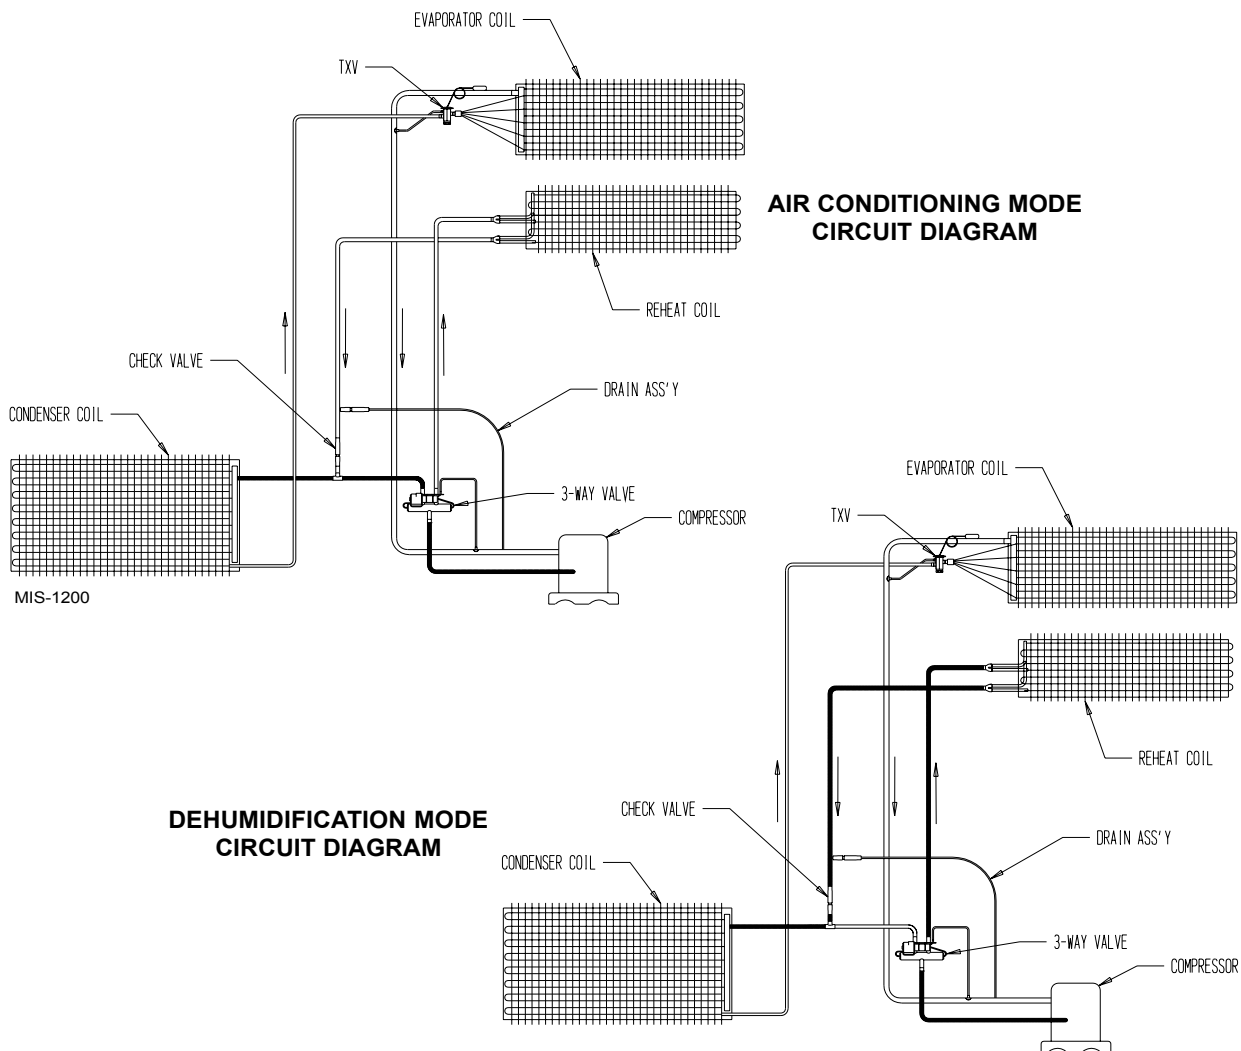 EVAPORATOR COIL
TXV
AIR CONDITIONING MODE
CIRCUIT DIAGRAM
REHEAT COIL
CHECK VALVE
DRAIN ASS'Y
CONDENSER COIL
3-WAY VALVE
COMPRESSOR
MIS-1200
EVAPORATOR COIL
TXV
REHEAT COIL
DEHUMIDIFICATION MODE
CIRCUIT DIAGRAM
CHECK VALVE
DRAIN ASS'Y
CONDENSER COIL
3-WAY VALVE
COMPRESSOR